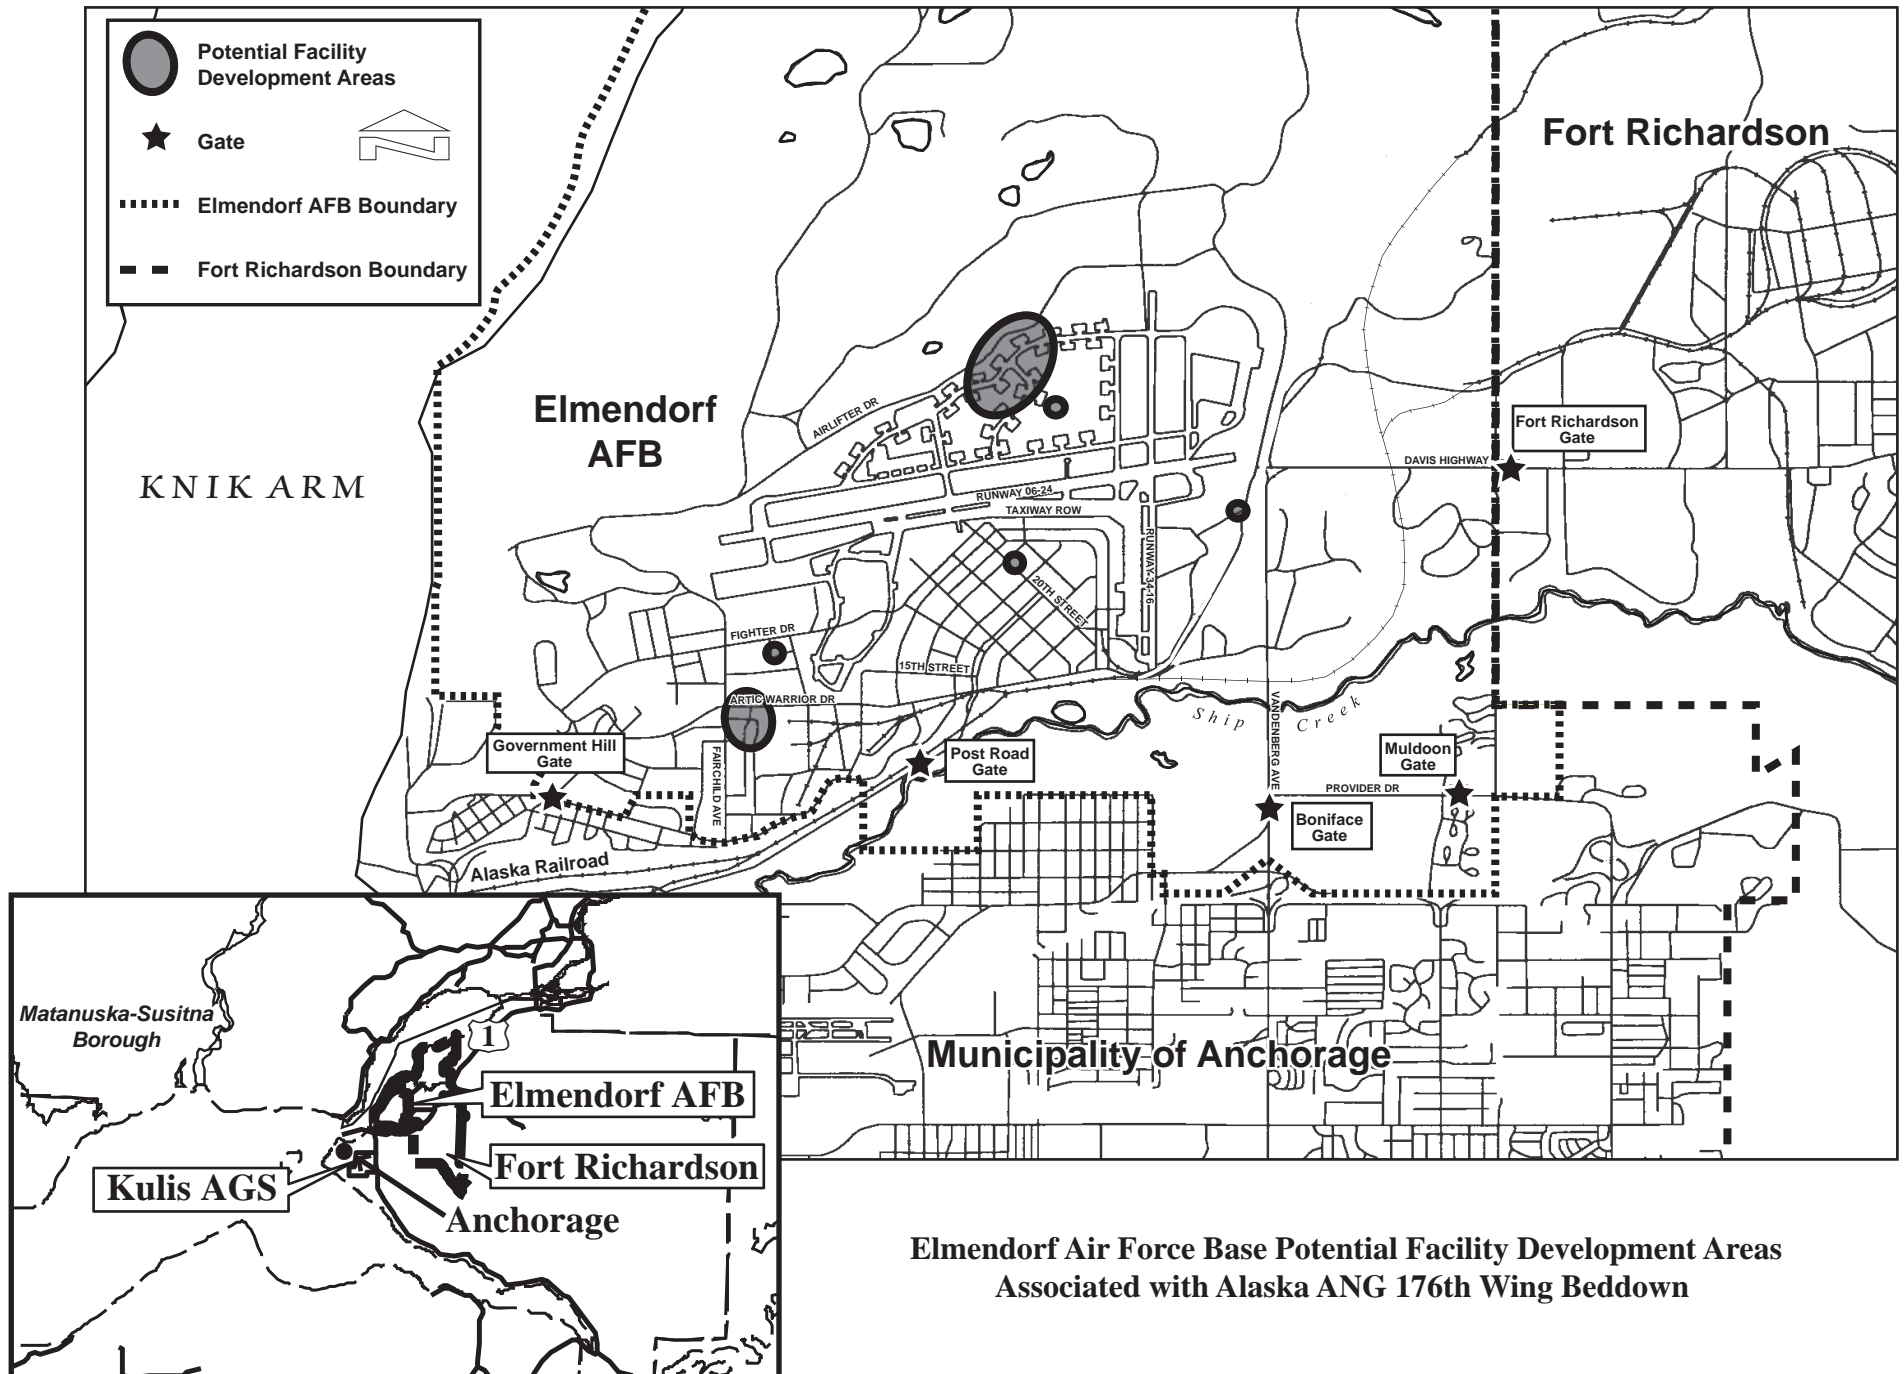 Potential Facility
Development Areas
Gate
N
Elmendorf AFB Boundary
Fort Richardson Boundary
Fort Richardson
Elmendorf
AFB
KNIK ARM
AIRLIFTER DR
Fort Richardson
Gate
DAVIS HIGHWAY
RUNWAY 06-24
TAXIWAY ROW
RUNWAY 34-16
20TH STREET
FIGHTER DR
15TH STREET
ARTIC WARRIOR DR
Ship Creek
VANDENBERG AVE
Government Hill
Gate
FAIRCHILD AVE
Post Road
Gate
Muldoon
Gate
PROVIDER DR
Boniface
Gate
Alaska Railroad
Municipality of Anchorage
Matanuska-Susitna
Borough
1
Elmendorf AFB
Fort Richardson
Kulis AGS
Anchorage
Elmendorf Air Force Base Potential Facility Development Areas
Associated with Alaska ANG 176th Wing Beddown